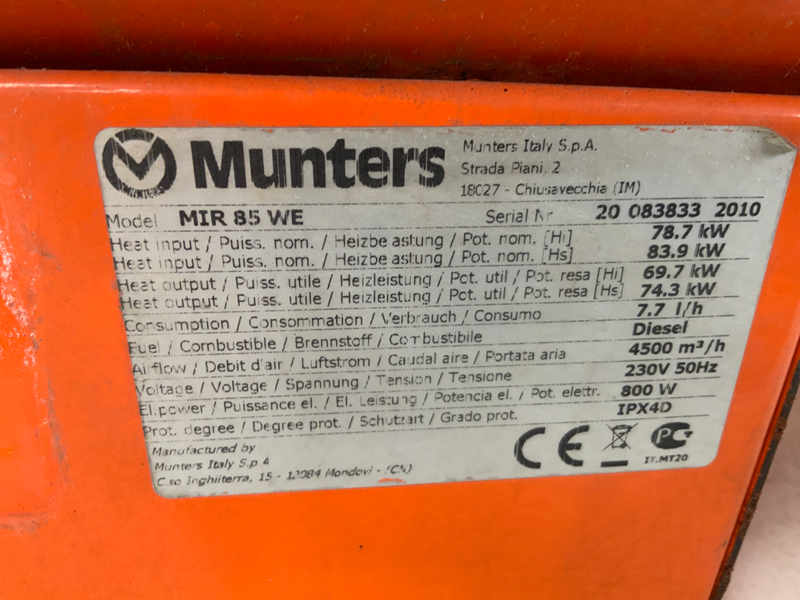 Munters
Munters Italy S.p.A.
Strada Piani, 2
18027 - Chiusavecchia (IM)
Model MIR 85 WE Serial Nr 20 083833 2010
Heat input / Puiss. nom. / Heizbelastung / Pot. nom. [Hi] 78.7 kW
Heat input / Puiss. nom. / Heizbelastung / Pot. nom. [Hs] 83.9 kW
Heat output / Puiss. utile / Heizleistung / Pot. util / Pot. resa [Hi] 69.7 kW
Heat output / Puiss. utile / Heizleistung / Pot. util / Pot. resa [Hs] 74.3 kW
Consumption / Consommation / Verbrauch / Consumo 7.7 l/h
Fuel / Combustible / Brennstoff / Combustibile Diesel
Airflow / Debit d'air / Luftstrom / Caudal aire / Portata aria 4500 m³/h
Voltage / Voltage / Spannung / Tension / Tensione 230V 50Hz
El.power / Puissance el. / El. Leistung / Potencia el. / Pot. elettr. 800 W
Prot. degree / Degree prot. / Schutzart / Grado prot. IPX4D
Manufactured by
Munters Italy S.p.A
C.so Inghilterra, 15 - 12084 Mondovi - (CN)
CE
IT.MT20